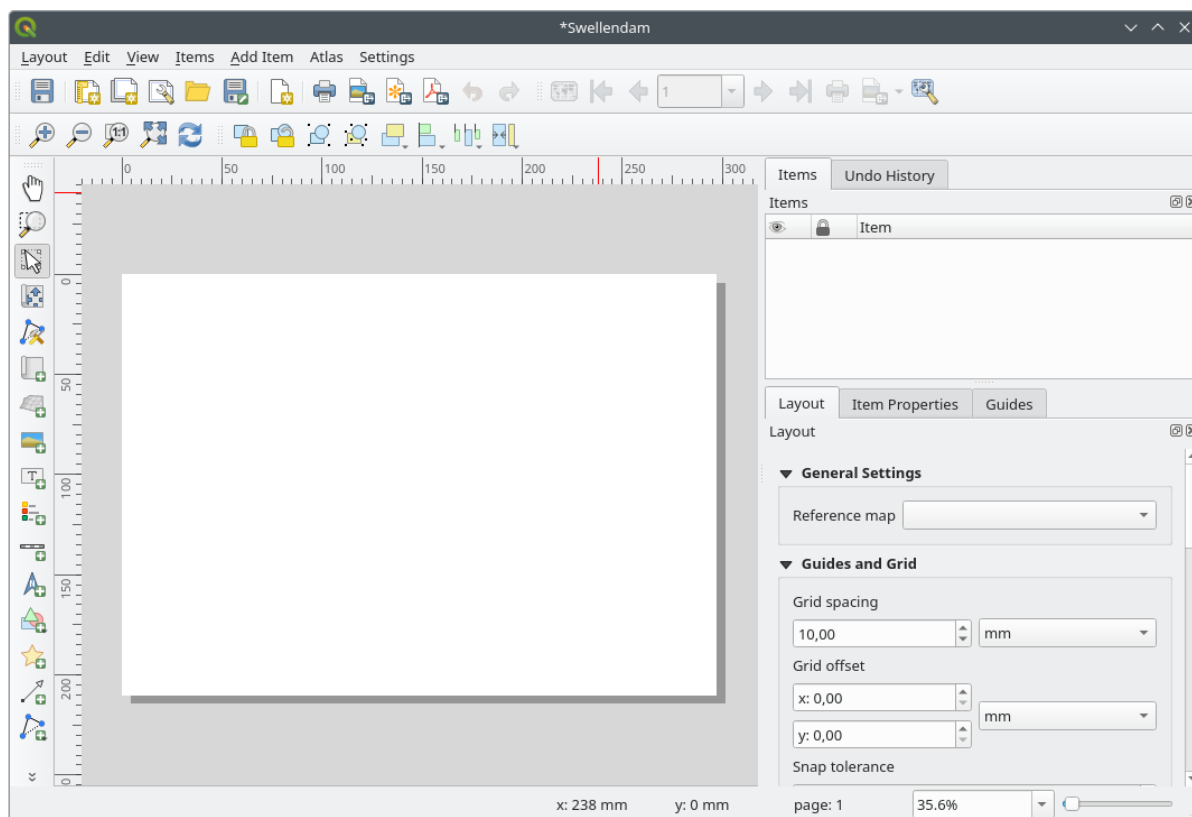 *Swellendam
Layout Edit View Items Add Item Atlas Settings
1
1:1
0 50 100 150 200 250 300
Items Undo History
Items
Item
0
50
100
150
200
0
T
Layout Item Properties Guides
Layout
General Settings
Reference map
Guides and Grid
Grid spacing
10,00 mm
Grid offset
x: 0,00
mm
y: 0,00
Snap tolerance
x: 238 mm y: 0 mm page: 1 35.6%